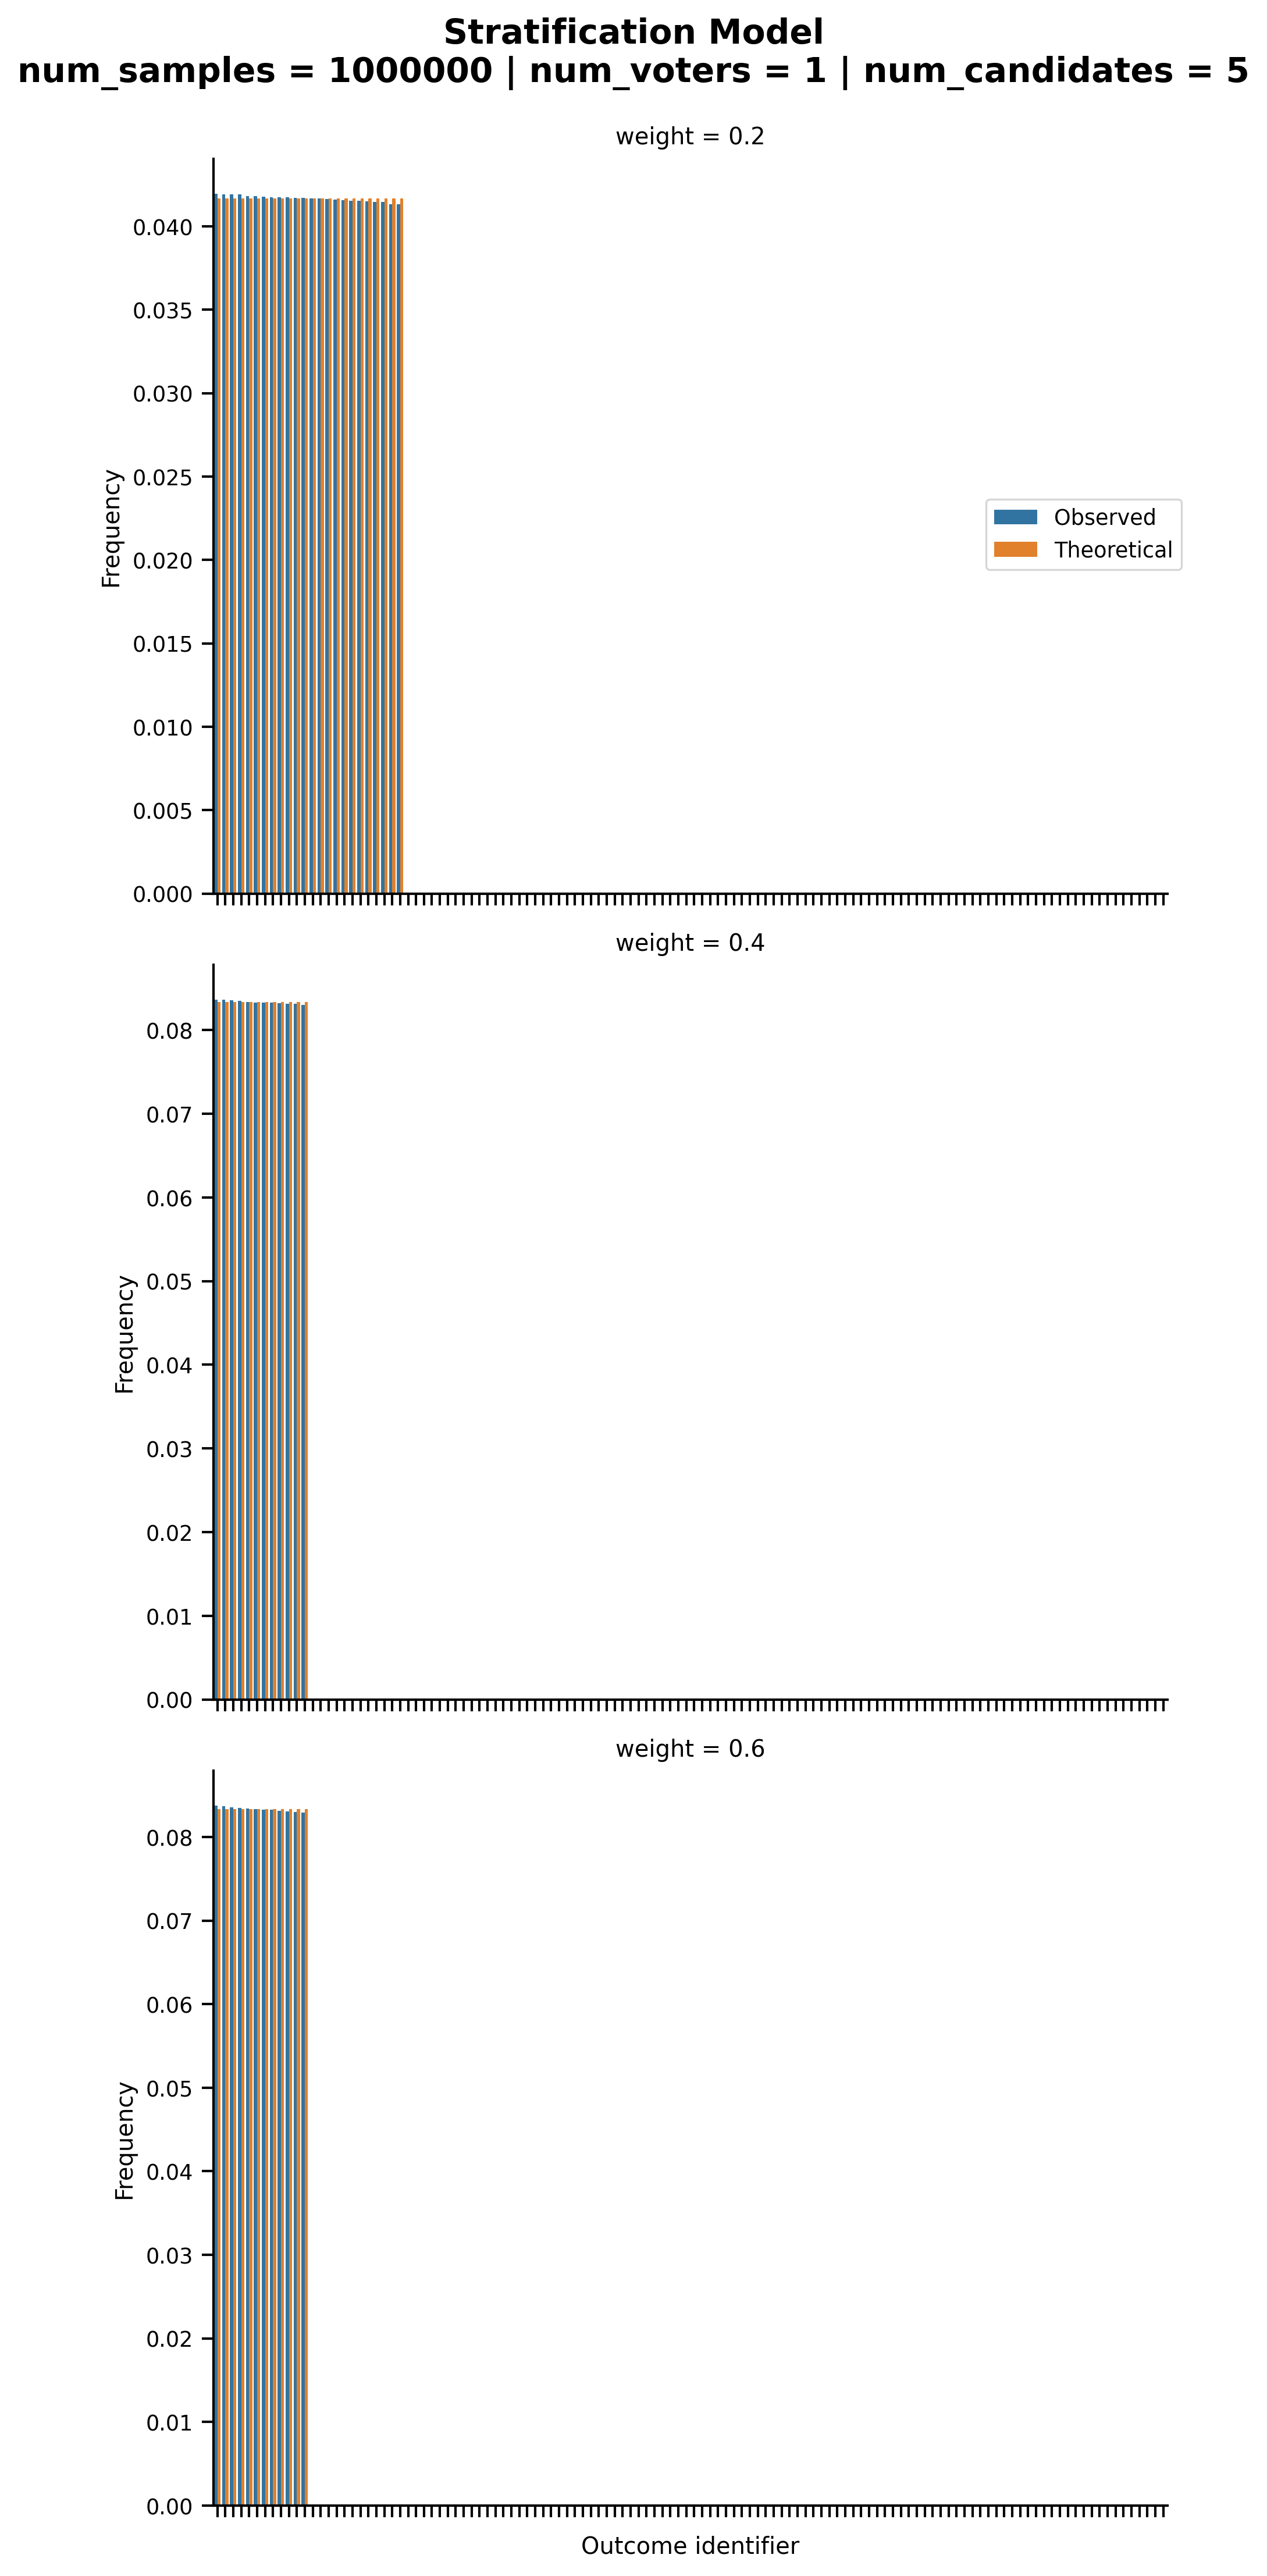 Stratification Model
num_samples = 1000000 | num_voters = 1 | num_candidates = 5
weight = 0.2
0.040
0.035
0.030
0.025
0.020
0.015
0.010
0.005
0.000
Frequency
Observed
Theoretical
weight = 0.4
0.08
0.07
0.06
0.05
0.04
0.03
0.02
0.01
0.00
Frequency
weight = 0.6
0.08
0.07
0.06
0.05
0.04
0.03
0.02
0.01
0.00
Frequency
Outcome identifier